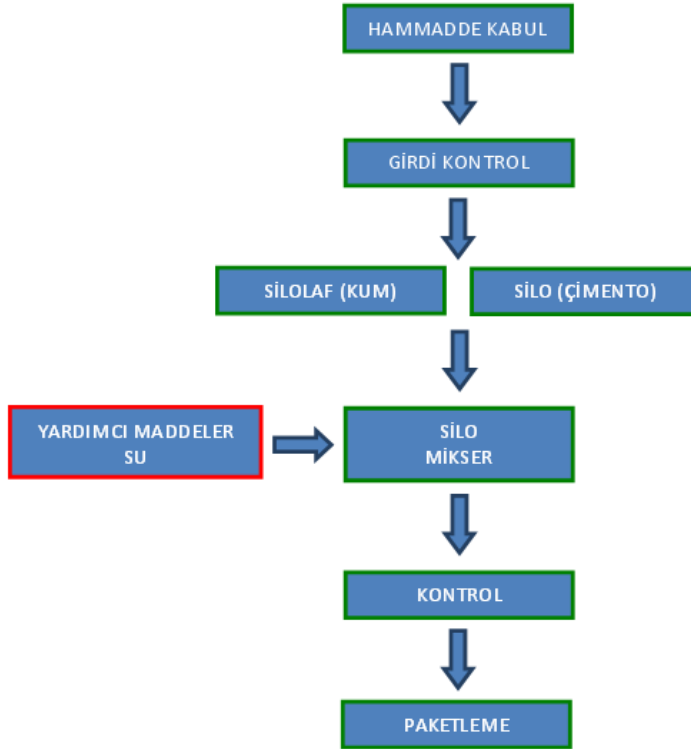 HAMMADDE KABUL
GİRDİ KONTROL
SİLOLAF (KUM)
SİLO (ÇİMENTO)
YARDIMCI MADDELER
SU
SİLO
MİKSER
KONTROL
PAKETLEME